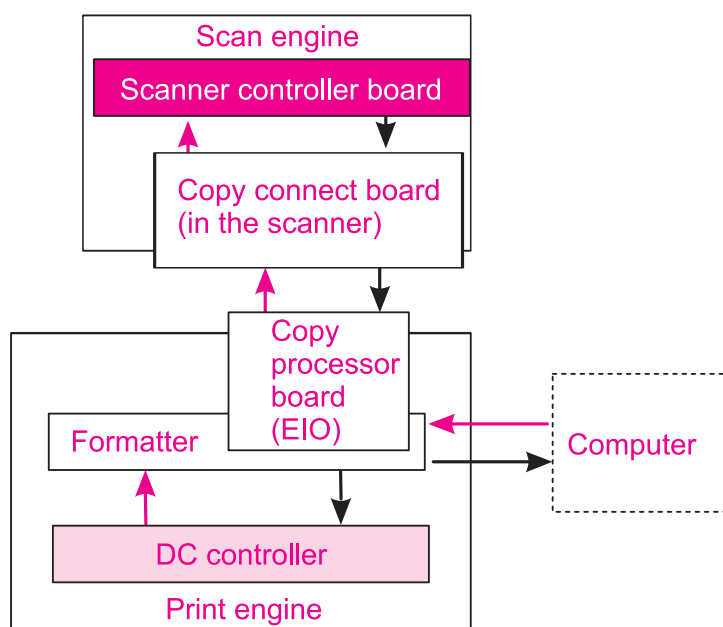 Scan engine
Scanner controller board
Copy connect board
(in the scanner)
Copy
processor
board
(EIO)
Formatter
Computer
DC controller
Print engine